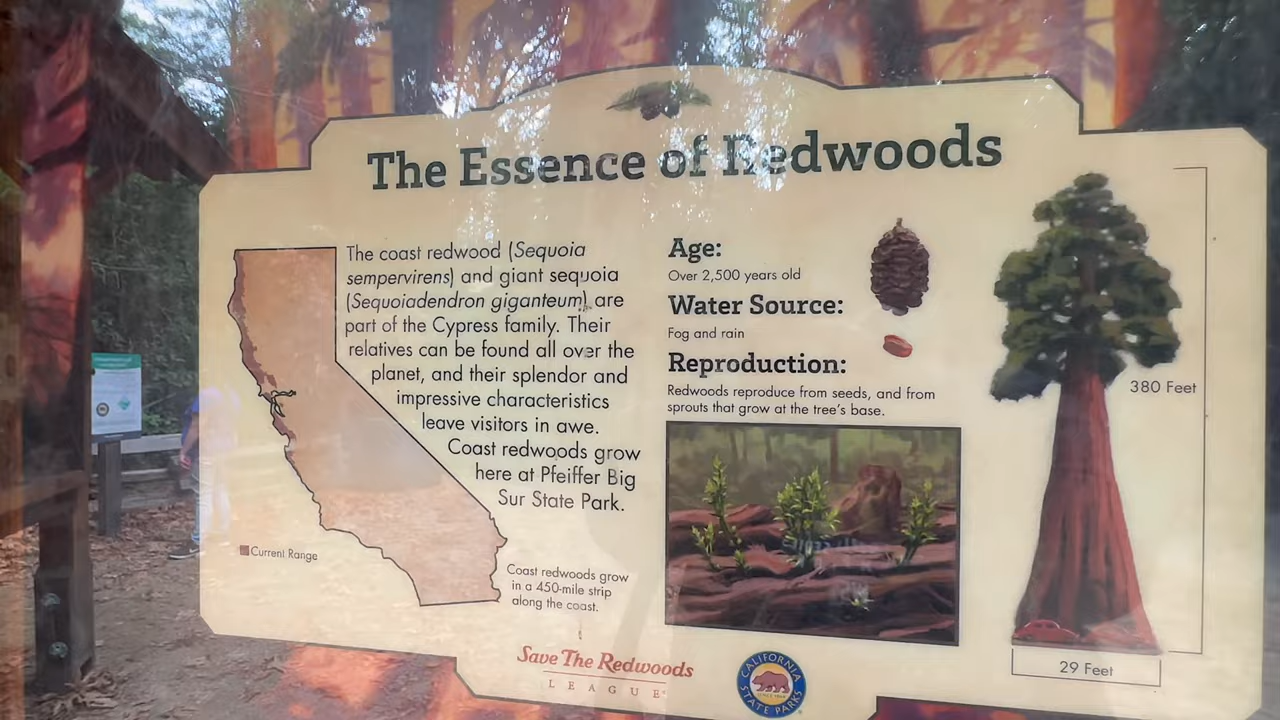 The Essence of Redwoods
The coast redwood (Sequoia
sempervirens) and giant sequoia
(Sequoiadendron giganteum) are
part of the Cypress family. Their
relatives can be found all over the
planet, and their splendor and
impressive characteristics
leave visitors in awe.
Coast redwoods grow
here at Pfeiffer Big
Sur State Park.
Current Range
Coast redwoods grow
in a 450-mile strip
along the coast.
Age:
Over 2,500 years old
Water Source:
Fog and rain
Reproduction:
Redwoods reproduce from seeds, and from
sprouts that grow at the tree's base.
380 Feet
29 Feet
Save The Redwoods
LEAGUE
CALIFORNIA
STATE PARKS